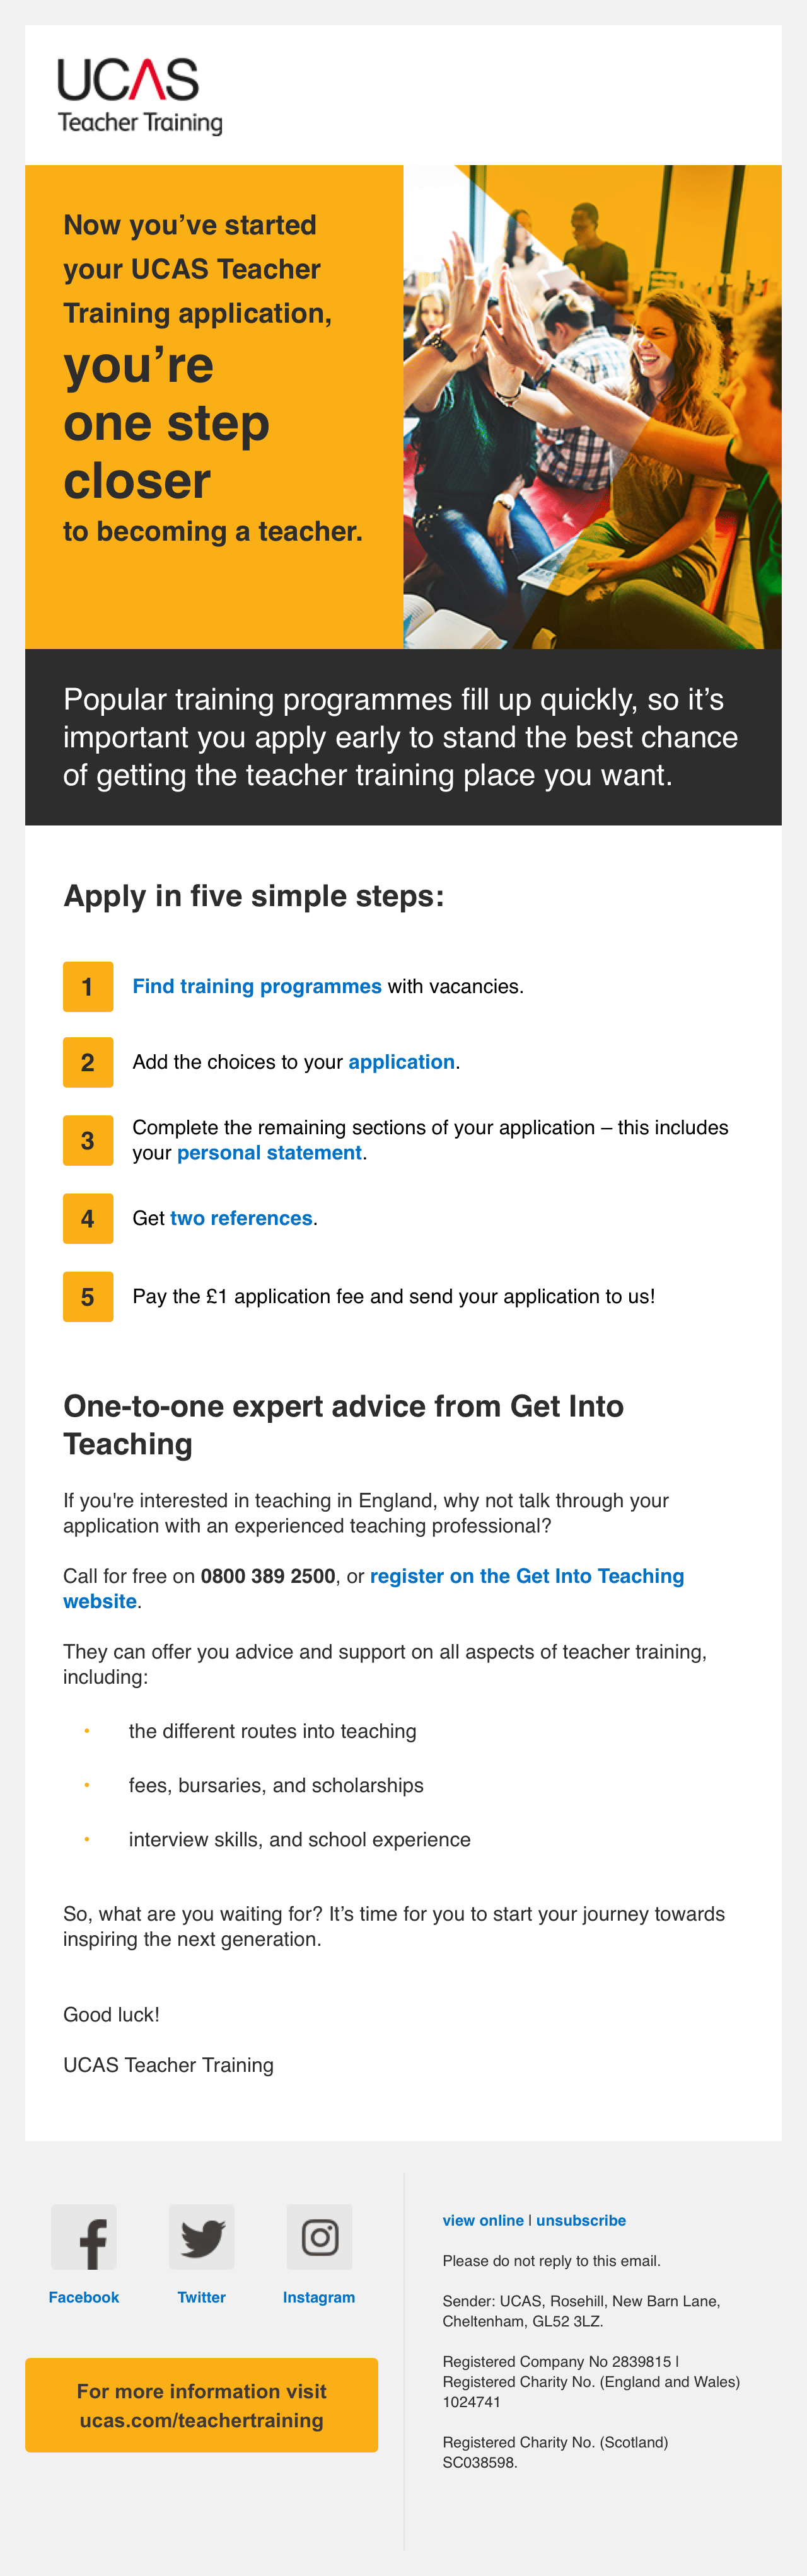 UCAS
Teacher Training
Now you’ve started
your UCAS Teacher
Training application,
you’re
one step
closer
to becoming a teacher.
Popular training programmes fill up quickly, so it’s
important you apply early to stand the best chance
of getting the teacher training place you want.
Apply in five simple steps:
1 Find training programmes with vacancies.
2 Add the choices to your application.
3 Complete the remaining sections of your application – this includes
your personal statement.
4 Get two references.
5 Pay the £1 application fee and send your application to us!
One-to-one expert advice from Get Into
Teaching
If you're interested in teaching in England, why not talk through your
application with an experienced teaching professional?
Call for free on 0800 389 2500, or register on the Get Into Teaching
website.
They can offer you advice and support on all aspects of teacher training,
including:
• the different routes into teaching
• fees, bursaries, and scholarships
• interview skills, and school experience
So, what are you waiting for? It’s time for you to start your journey towards
inspiring the next generation.
Good luck!
UCAS Teacher Training
Facebook
Twitter
Instagram
For more information visit
ucas.com/teachertraining
view online | unsubscribe
Please do not reply to this email.
Sender: UCAS, Rosehill, New Barn Lane,
Cheltenham, GL52 3LZ.
Registered Company No 2839815 |
Registered Charity No. (England and Wales)
1024741
Registered Charity No. (Scotland)
SC038598.